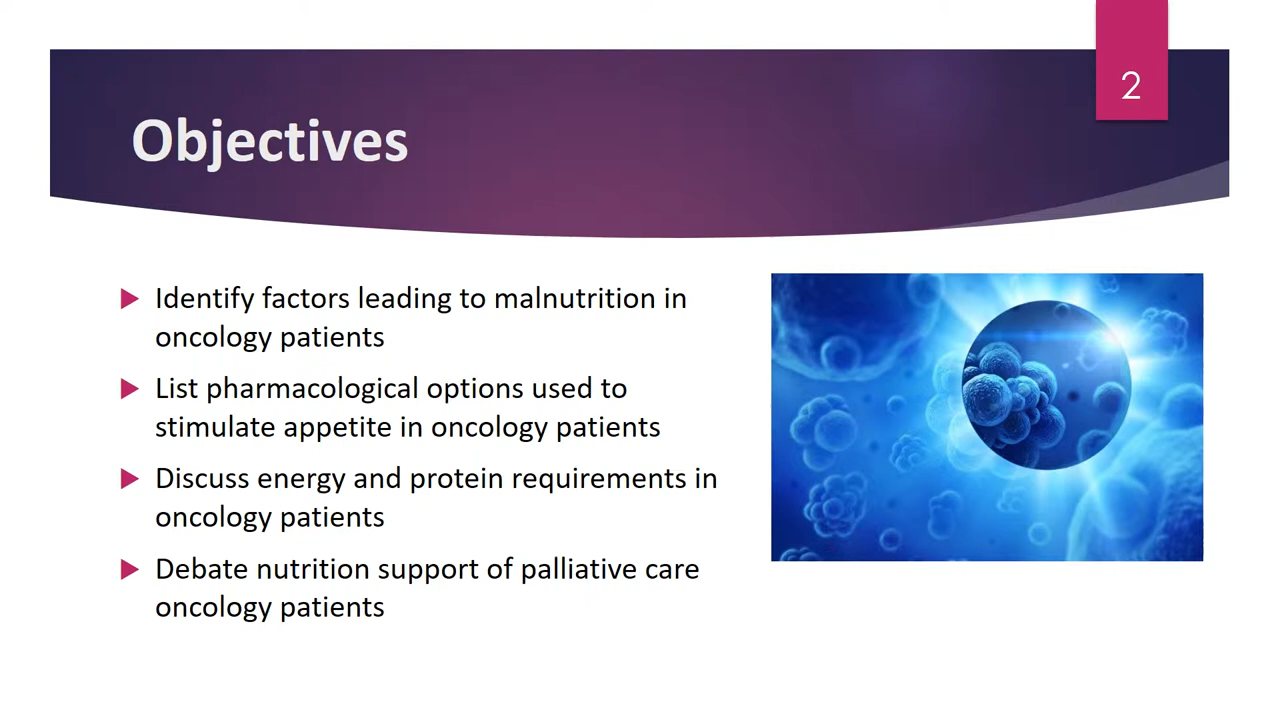 2
Objectives
Identify factors leading to malnutrition in
oncology patients
List pharmacological options used to
stimulate appetite in oncology patients
Discuss energy and protein requirements in
oncology patients
Debate nutrition support of palliative care
oncology patients